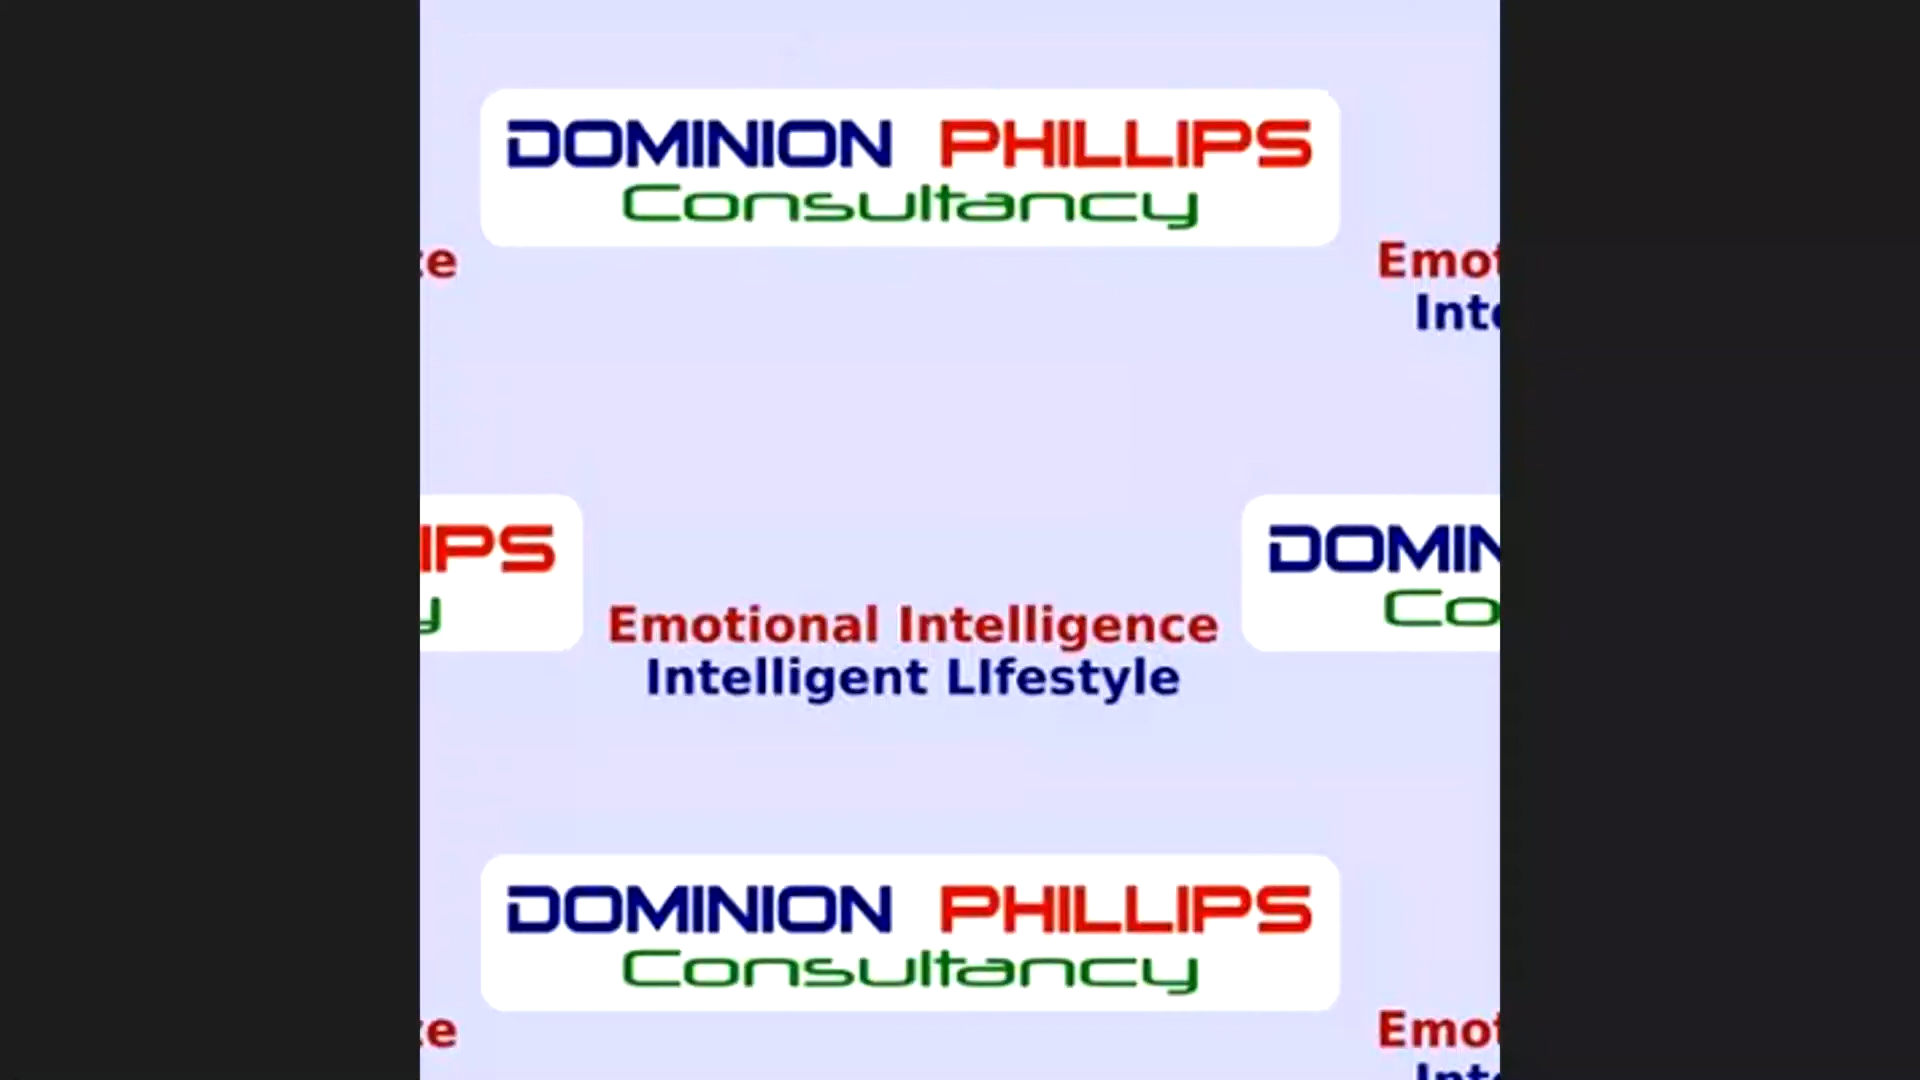 DOMINION PHILLIPS
Consultancy
Emotional Intelligence
Intelligent LIfestyle
DOMINION PHILLIPS
Consultancy